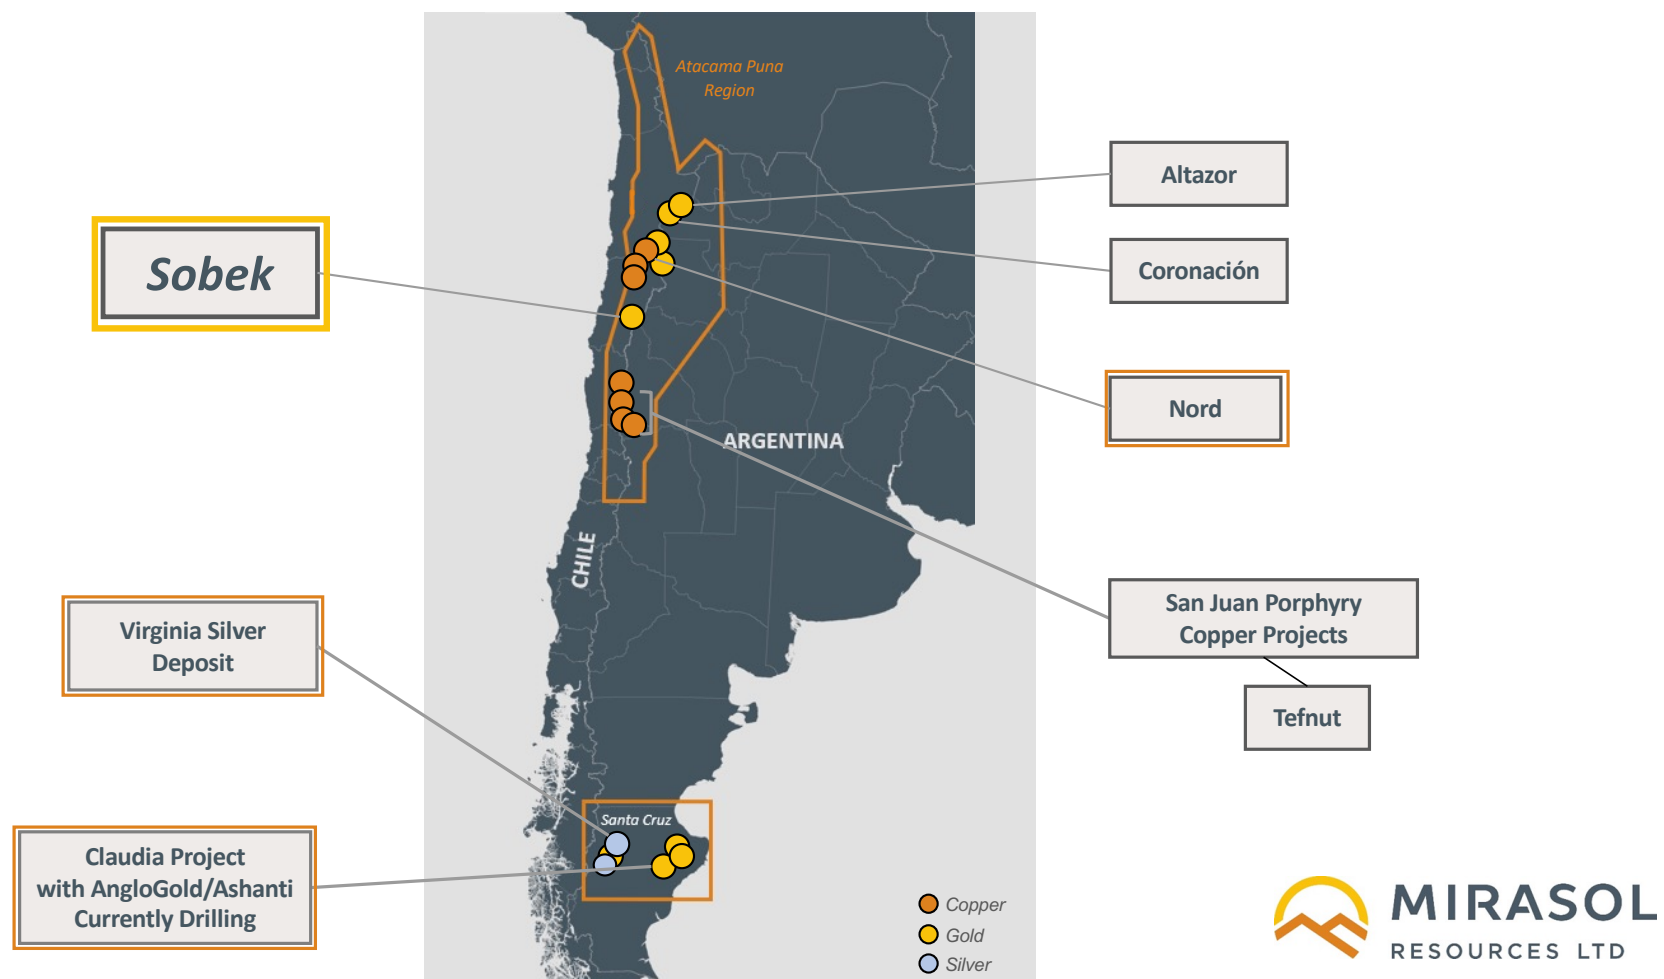 Atacama Puna
Region
Altazor
Sobek
Coronación
Nord
ARGENTINA
CHILE
San Juan Porphyry
Copper Projects
Virginia Silver
Deposit
Tefnut
Santa Cruz
Claudia Project
with AngloGold/Ashanti
Currently Drilling
Copper
Gold
Silver
MIRASOL
RESOURCES LTD